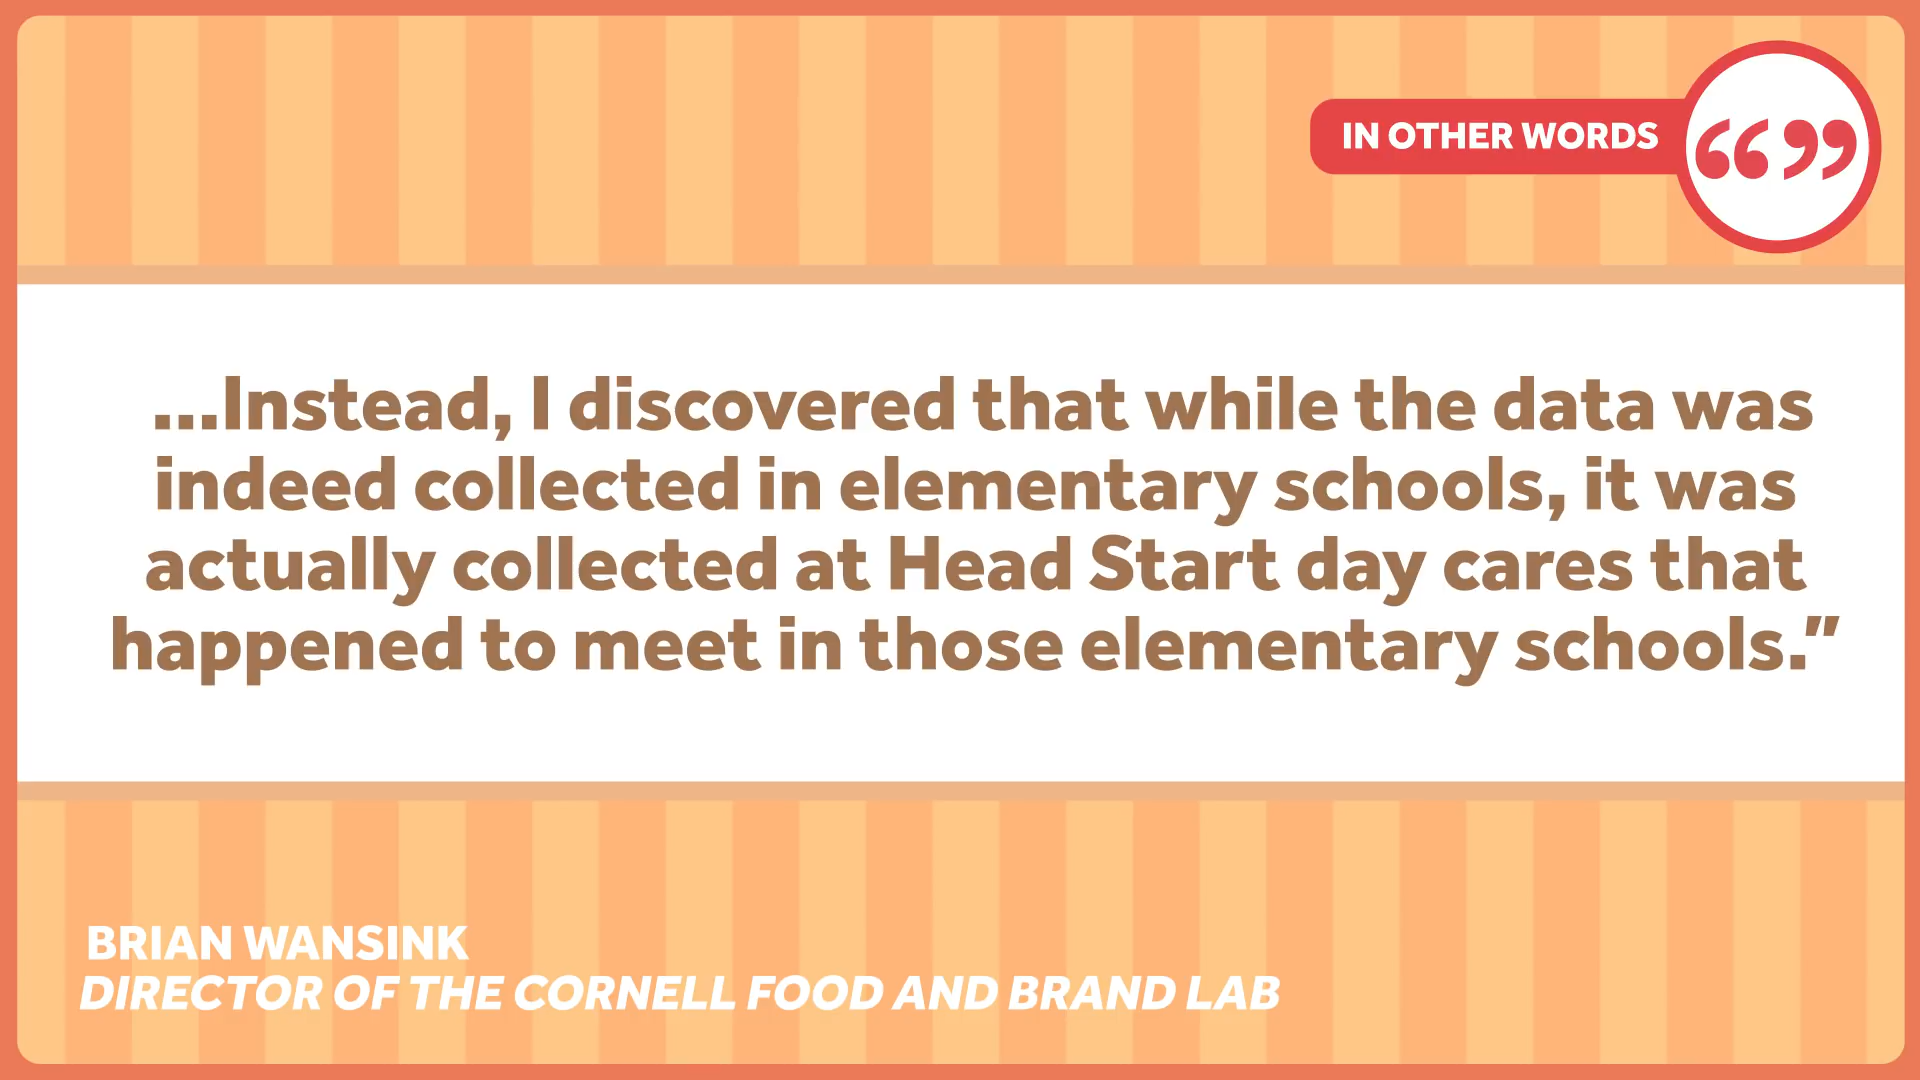 IN OTHER WORDS
““ ””
...Instead, I discovered that while the data was
indeed collected in elementary schools, it was
actually collected at Head Start day cares that
happened to meet in those elementary schools.”
BRIAN WANSINK
DIRECTOR OF THE CORNELL FOOD AND BRAND LAB